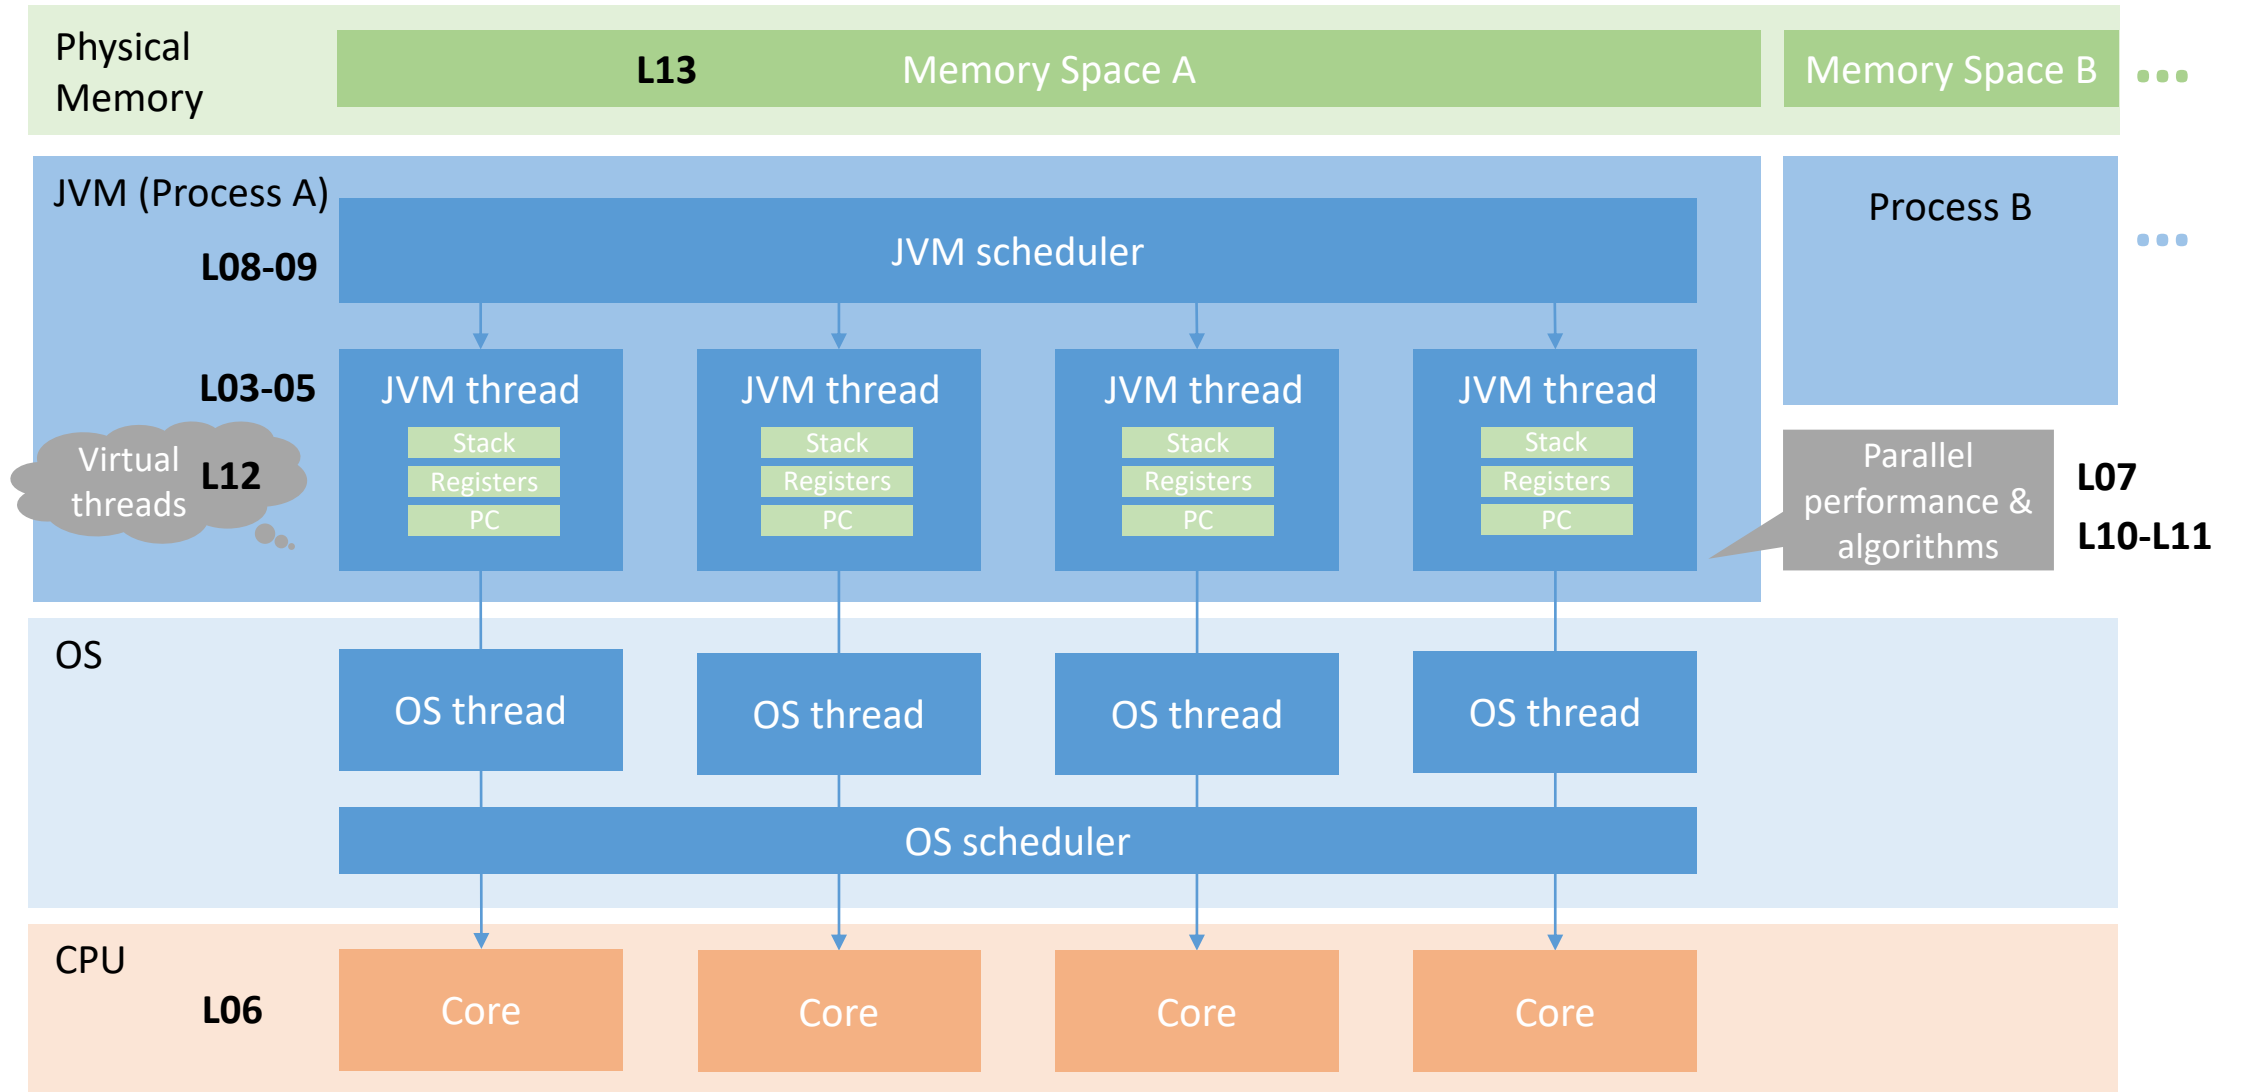 Physical
Memory
L13
Memory Space A
Memory Space B
...
JVM (Process A)
Process B
...
L08-09
JVM scheduler
L03-05
JVM thread
Stack
Registers
PC
JVM thread
Stack
Registers
PC
JVM thread
Stack
Registers
PC
JVM thread
Stack
Registers
PC
Virtual
threads
L12
Parallel
performance &
algorithms
L07
L10-L11
OS
OS thread
OS thread
OS thread
OS thread
OS scheduler
CPU
L06
Core
Core
Core
Core